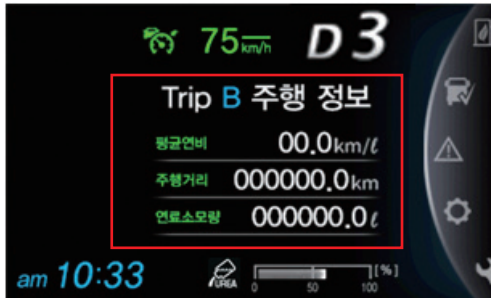 75 km/h D 3
Trip B 주행 정보
평균연비 00.0km/ℓ
주행거리 000000.0km
연료소모량 000000.0ℓ
am 10:33 UREA 0 50 100 [%]